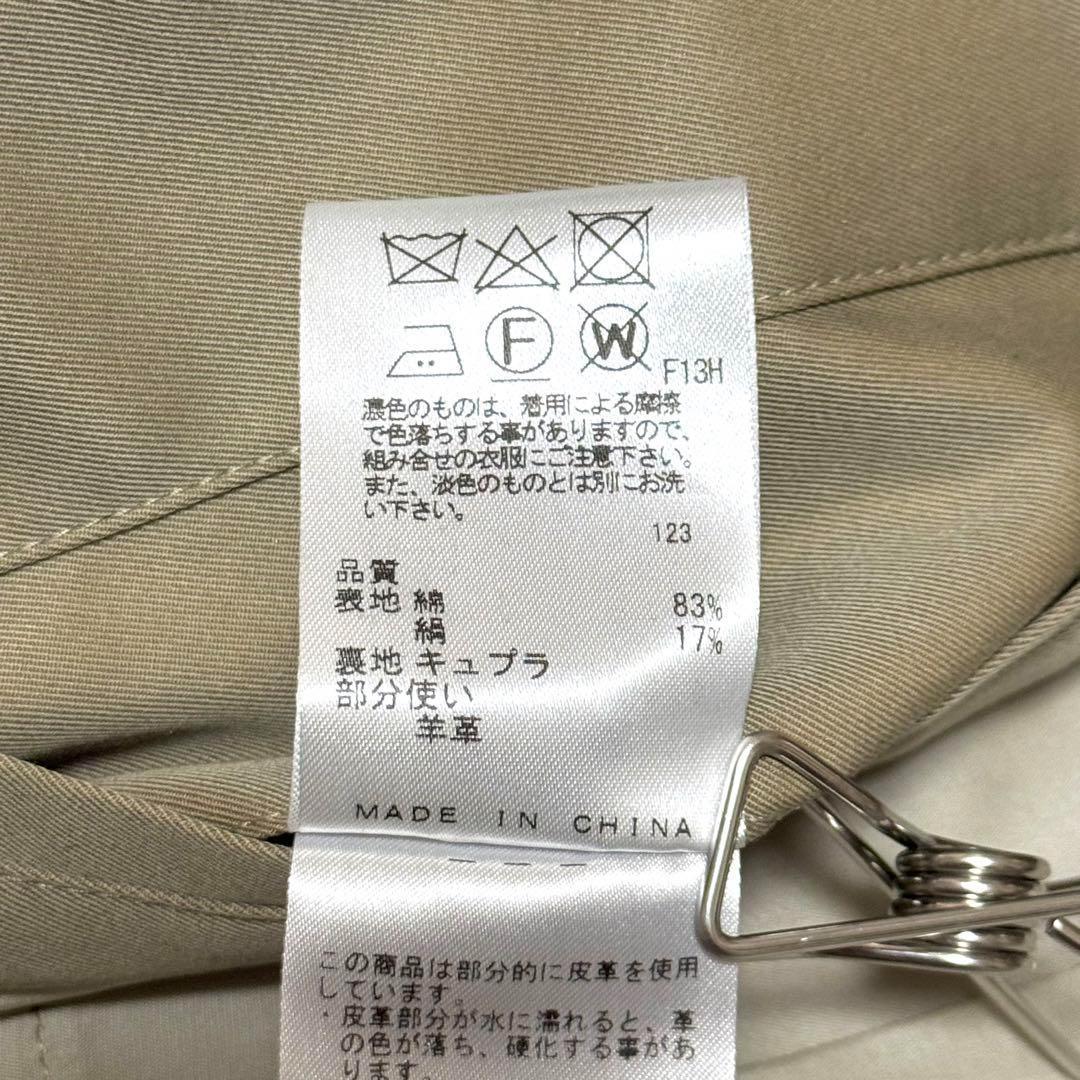 F W F13H
濃色のものは、着用による摩擦
で色落ちする事がありますので、
組み合せの衣服にご注意下さい。
また、淡色のものとは別にお洗
い下さい。
123
品質
表地 綿 83%
絹 17%
裏地 キュプラ
部分使い
羊革
MADE IN CHINA
この商品は部分的に皮革を使用
しています。
・皮革部分が水に濡れると、革
の色が落ち、硬化する事があ
ります。